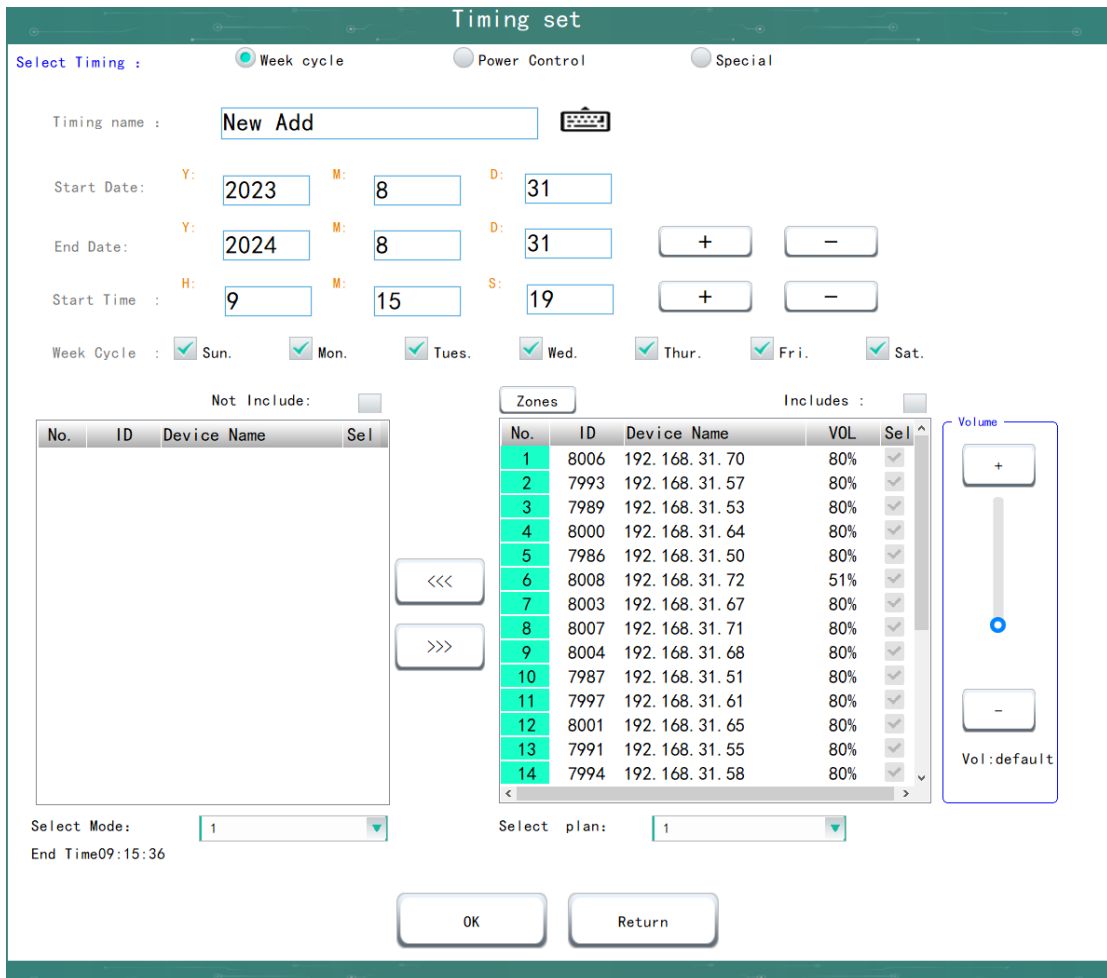 Timing set
Select Timing : Week cycle Power Control Special
Timing name : New Add
Start Date: Y: 2023 M: 8 D: 31
End Date: Y: 2024 M: 8 D: 31 + −
Start Time : H: 9 M: 15 S: 19 + −
Week Cycle : Sun. Mon. Tues. Wed. Thur. Fri. Sat.
Not Include: Zones Includes :
No. ID Device Name Sel
No. ID Device Name VOL Sel
1 8006 192.168.31.70 80%
2 7993 192.168.31.57 80%
3 7989 192.168.31.53 80%
4 8000 192.168.31.64 80%
5 7986 192.168.31.50 80%
6 8008 192.168.31.72 51%
7 8003 192.168.31.67 80%
8 8007 192.168.31.71 80%
9 8004 192.168.31.68 80%
10 7987 192.168.31.51 80%
11 7997 192.168.31.61 80%
12 8001 192.168.31.65 80%
13 7991 192.168.31.55 80%
14 7994 192.168.31.58 80%
<<<
>>>
Volume
+
−
Vol:default
Select Mode: 1 Select plan: 1
End Time09:15:36
OK Return